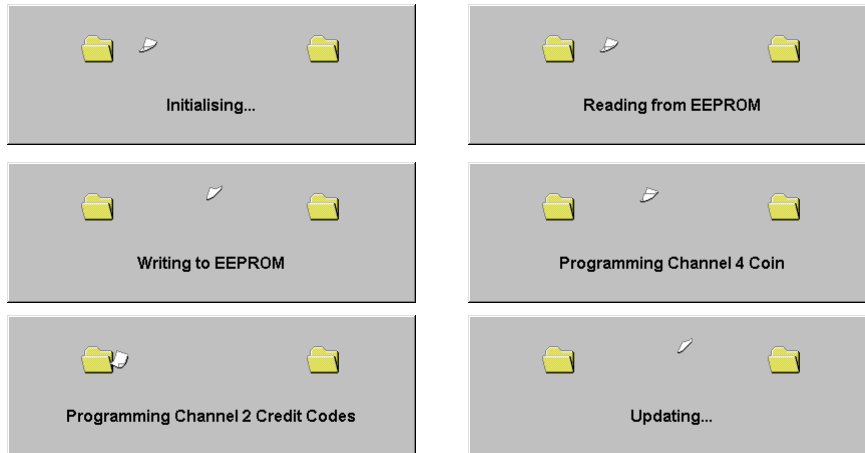 Initialising...
Reading from EEPROM
Writing to EEPROM
Programming Channel 4 Coin
Programming Channel 2 Credit Codes
Updating...